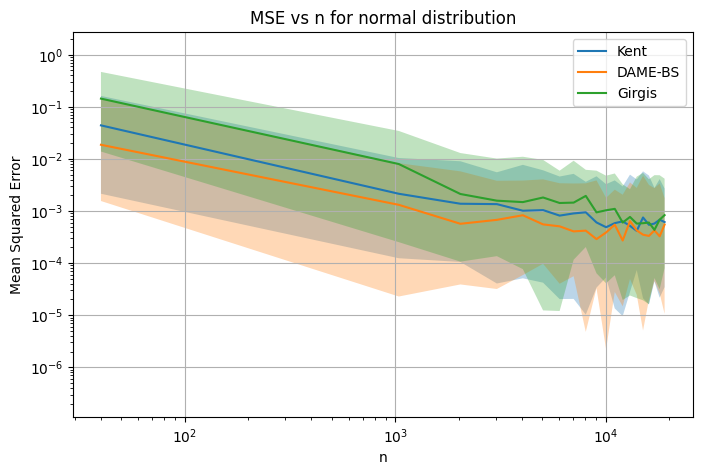 MSE vs n for normal distribution
Kent
DAME-BS
Girgis
Mean Squared Error
10⁰
10⁻¹
10⁻²
10⁻³
10⁻⁴
10⁻⁵
10⁻⁶
10²
10³
10⁴
n